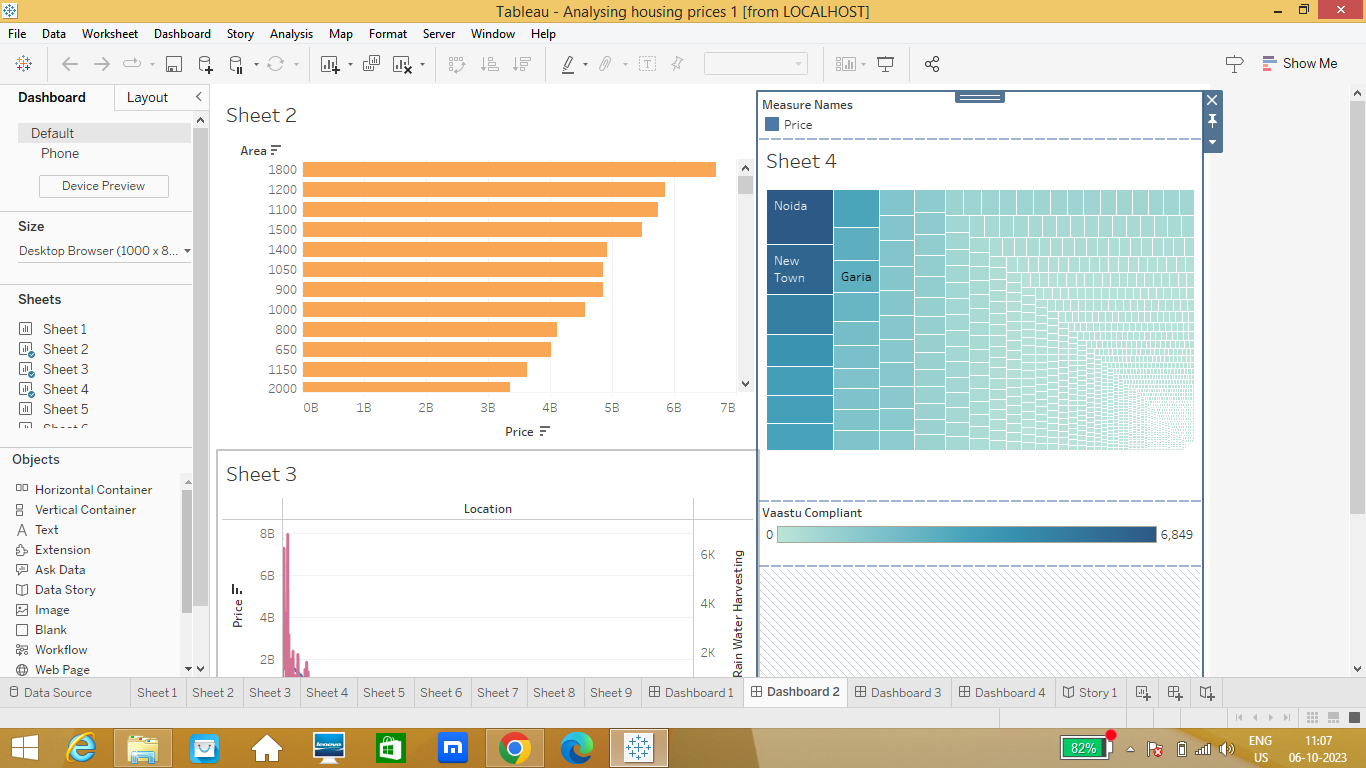 Tableau - Analysing housing prices 1 [from LOCALHOST]
File Data Worksheet Dashboard Story Analysis Map Format Server Window Help
Show Me
Dashboard Layout
Default
Phone
Device Preview
Size
Desktop Browser (1000 x 8...
Sheets
Sheet 1
Sheet 2
Sheet 3
Sheet 4
Sheet 5
Objects
Horizontal Container
Vertical Container
Text
Extension
Ask Data
Data Story
Image
Blank
Workflow
Web Page
Sheet 2
Area
1800
1200
1100
1500
1400
1050
900
1000
800
650
1150
2000
0B 1B 2B 3B 4B 5B 6B 7B
Price
Sheet 3
Location
8B
6B
4B
2B
Price
6K
4K
2K
Rain Water Harvesting
Measure Names
Price
Sheet 4
Noida
New
Town
Garia
Vaastu Compliant
0 6,849
Data Source Sheet 1 Sheet 2 Sheet 3 Sheet 4 Sheet 5 Sheet 6 Sheet 7 Sheet 8 Sheet 9 Dashboard 1 Dashboard 2 Dashboard 3 Dashboard 4 Story 1
lenovo
82%
ENG
US
11:07
06-10-2023